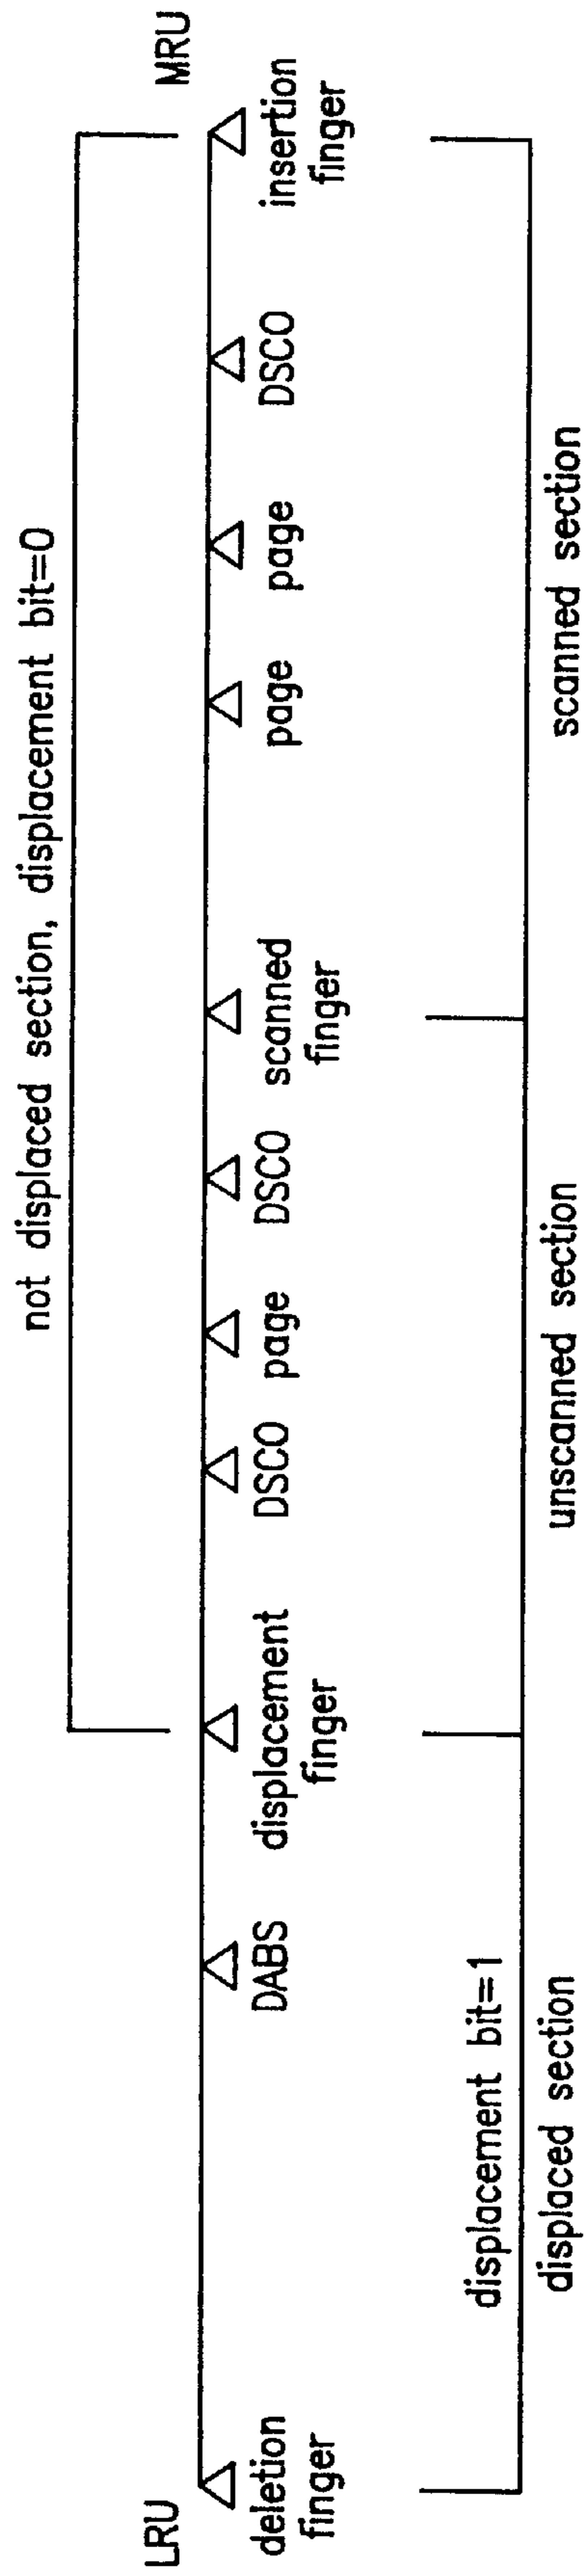 not displaced section, displacement bit=0
LRU
MRU
deletion
finger
DABS
displacement
finger
DSCO
page
DSCO
scanned
finger
page
page
DSCO
insertion
finger
displacement bit=1
displaced section
unscanned section
scanned section